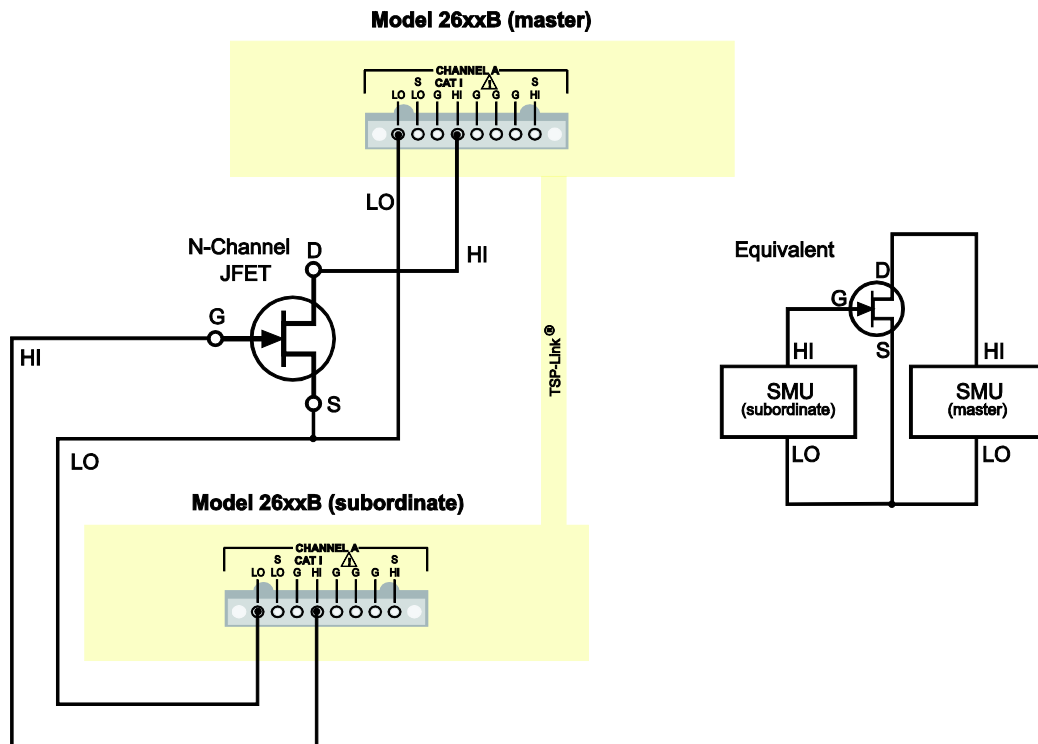 Model 26xxB (master)
CHANNEL A
S CAT I S
LO LO G HI G G G HI
LO
HI
N-Channel
JFET
D
G
S
HI
LO
TSP-Link®
Equivalent
D
G
S
HI HI
SMU
(subordinate)
SMU
(master)
LO LO
Model 26xxB (subordinate)
CHANNEL A
S CAT I S
LO LO G HI G G G HI